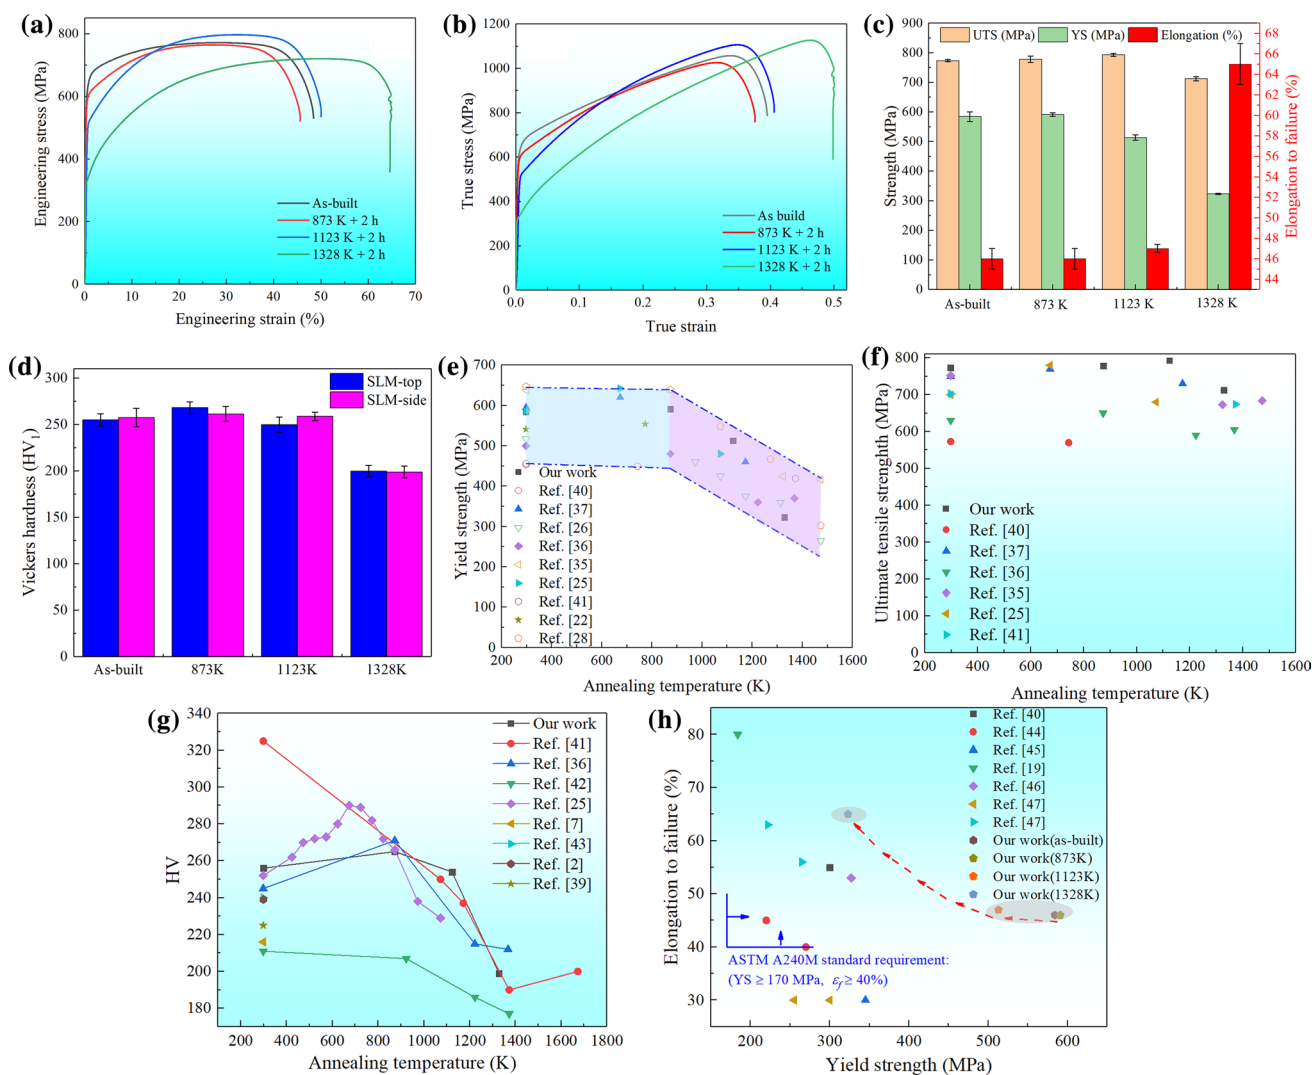 (a)
Engineering stress (MPa)
800
600
400
200
0
As-built
873 K + 2 h
1123 K + 2 h
1328 K + 2 h
0 10 20 30 40 50 60 70
Engineering strain (%)
(b)
True stress (MPa)
1200
1000
800
600
400
200
0
As build
873 K + 2 h
1123 K + 2 h
1328 K + 2 h
0.0 0.1 0.2 0.3 0.4 0.5
True strain
(c)
Strength (MPa)
900
800
700
600
500
400
300
200
100
0
UTS (MPa) YS (MPa) Elongation (%)
68
66
64
62
60
58
56
54
52
50
48
46
44
Elongation to failure (%)
As-built 873 K 1123 K 1328 K
(d)
Vickers hardness (HV1)
300
250
200
150
100
50
0
SLM-top
SLM-side
As-built 873K 1123K 1328K
(e)
Yield strength (MPa)
700
600
500
400
300
200
100
0
Our work
Ref. [40]
Ref. [37]
Ref. [26]
Ref. [36]
Ref. [35]
Ref. [25]
Ref. [41]
Ref. [22]
Ref. [28]
400 600 800 1000 1200 1400 1600
Annealing temperature (K)
(f)
Ultimate tensile strenghth (MPa)
800
700
600
500
400
300
200
100
0
Our work
Ref. [40]
Ref. [37]
Ref. [36]
Ref. [35]
Ref. [25]
Ref. [41]
200 400 600 800 1000 1200 1400 1600
Annealing temperature (K)
(g)
HV
340
320
300
280
260
240
220
200
180
Our work
Ref. [41]
Ref. [36]
Ref. [42]
Ref. [25]
Ref. [7]
Ref. [43]
Ref. [2]
Ref. [39]
200 400 600 800 1000 1200 1400 1600 1800
Annealing temperature (K)
(h)
Elongation to failure (%)
80
70
60
50
40
30
Ref. [40]
Ref. [44]
Ref. [45]
Ref. [19]
Ref. [46]
Ref. [47]
Ref. [47]
Our work(as-built)
Our work(873K)
Our work(1123K)
Our work(1328K)
ASTM A240M standard requirement:
(YS ≥ 170 MPa, εf ≥ 40%)
200 300 400 500 600
Yield strength (MPa)